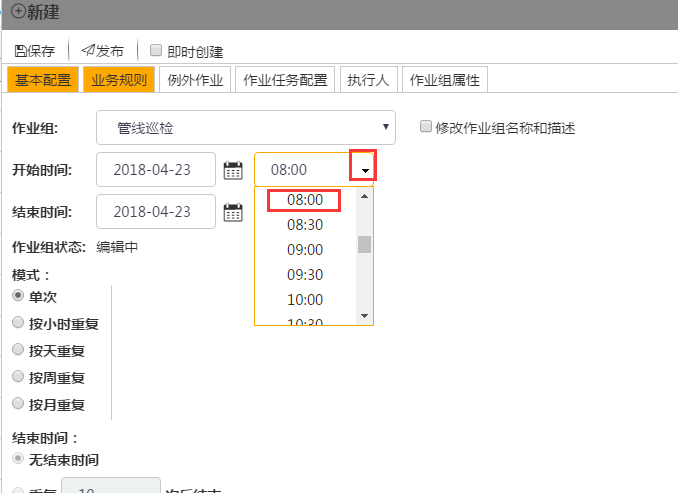 新建
保存 发布 即时创建
基本配置 业务规则 例外作业 作业任务配置 执行人 作业组属性
作业组: 管线巡检 修改作业组名称和描述
开始时间: 2018-04-23 08:00
08:00
结束时间: 2018-04-23
08:30
作业组状态: 编辑中
09:00
模式：
09:30
单次
10:00
按小时重复
10:30
按天重复
按周重复
按月重复
结束时间：
无结束时间
重复 10 次后结束